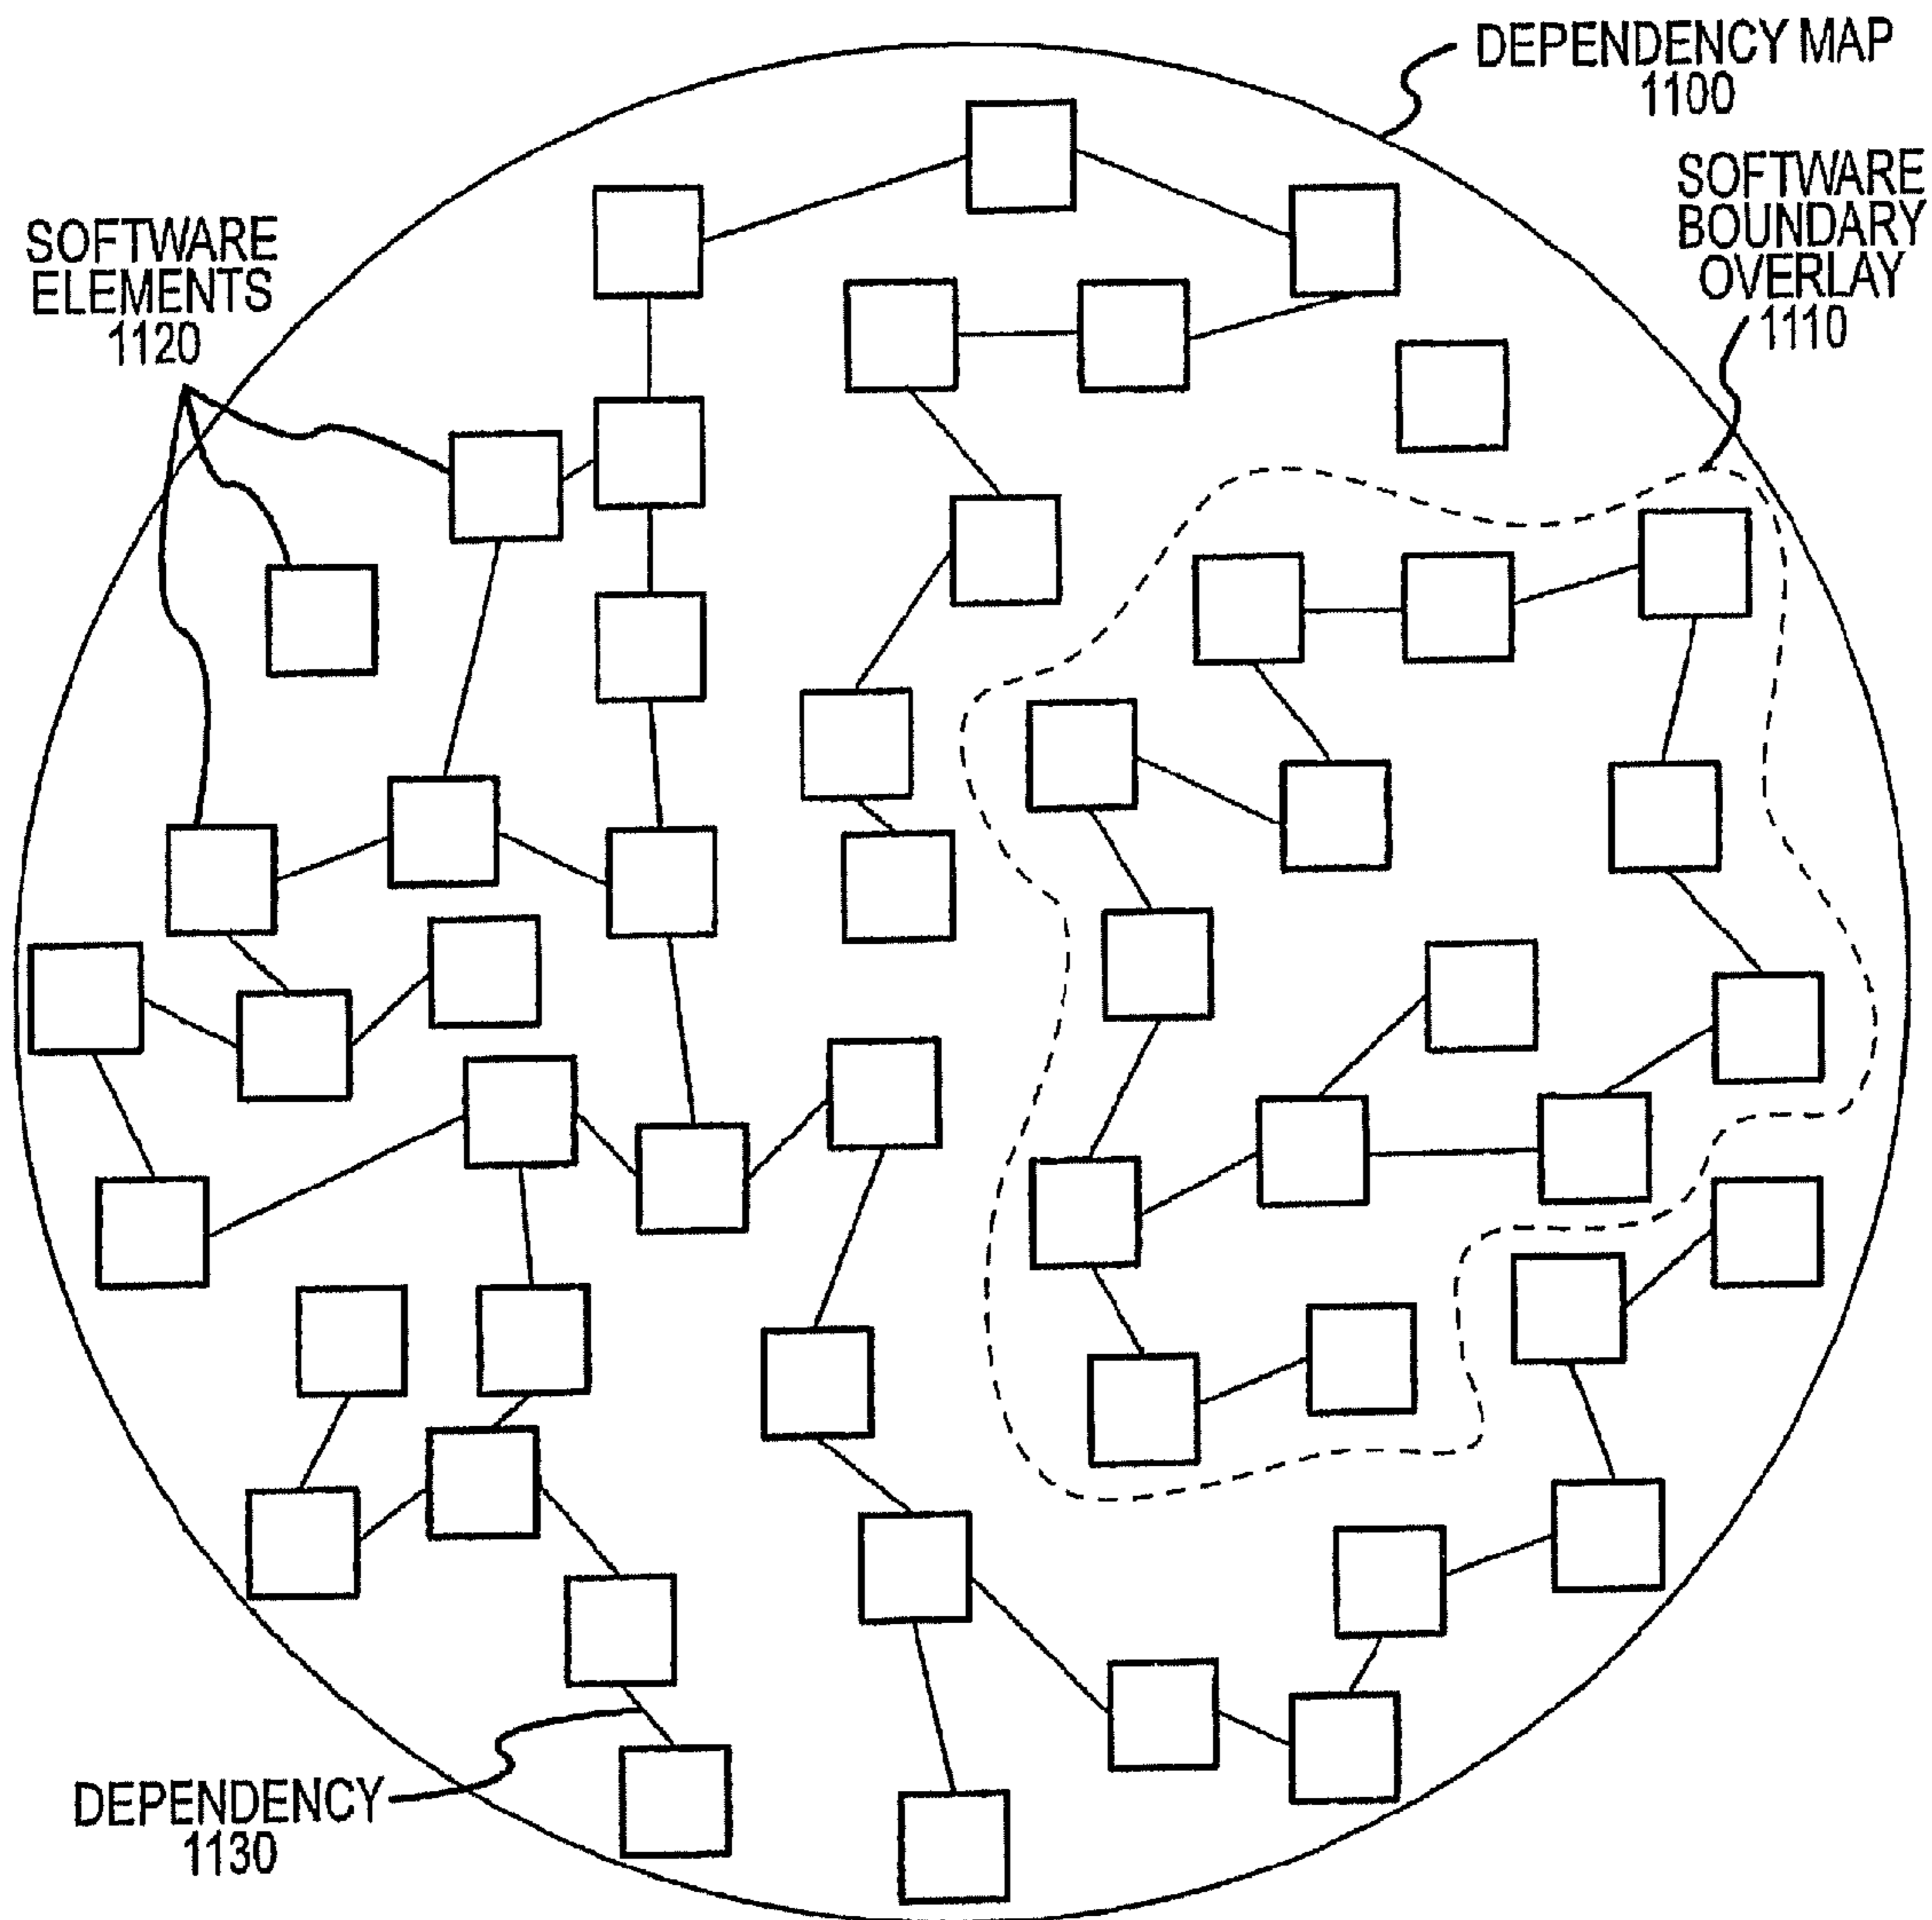 DEPENDENCY MAP
1100
SOFTWARE
BOUNDARY
OVERLAY
1110
SOFTWARE
ELEMENTS
1120
DEPENDENCY
1130